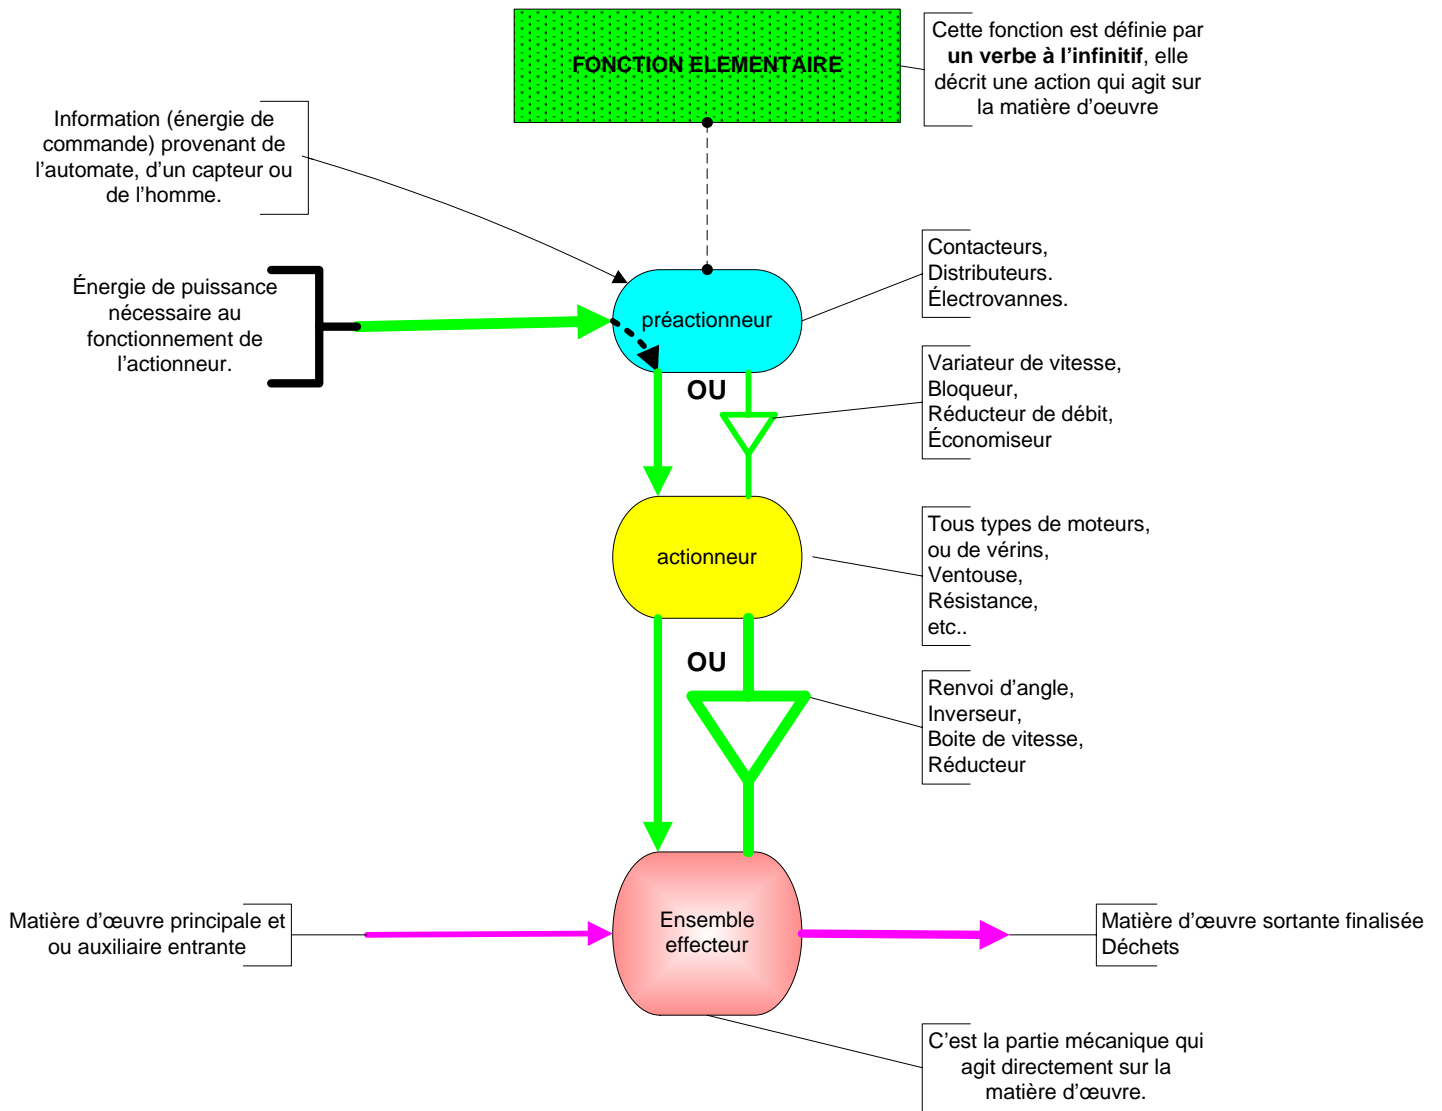 FONCTION ELEMENTAIRE
Cette fonction est définie par
un verbe à l'infinitif, elle
décrit une action qui agit sur
la matière d'oeuvre
Information (énergie de
commande) provenant de
l'automate, d'un capteur ou
de l'homme.
Énergie de puissance
nécessaire au
fonctionnement de
l'actionneur.
préactionneur
Contacteurs,
Distributeurs.
Électrovannes.
OU
Variateur de vitesse,
Bloqueur,
Réducteur de débit,
Économiseur
actionneur
Tous types de moteurs,
ou de vérins,
Ventouse,
Résistance,
etc..
OU
Renvoi d'angle,
Inverseur,
Boite de vitesse,
Réducteur
Matière d'œuvre principale et
ou auxiliaire entrante
Ensemble
effecteur
Matière d'œuvre sortante finalisée
Déchets
C'est la partie mécanique qui
agit directement sur la
matière d'œuvre.